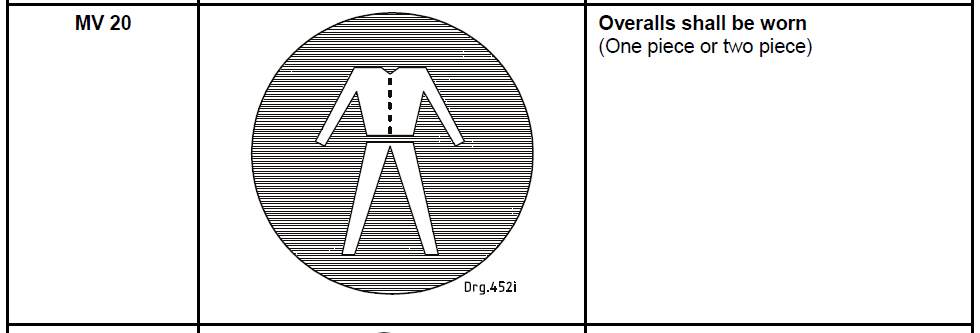 MV 20
Overalls shall be worn
(One piece or two piece)
Drg.452i